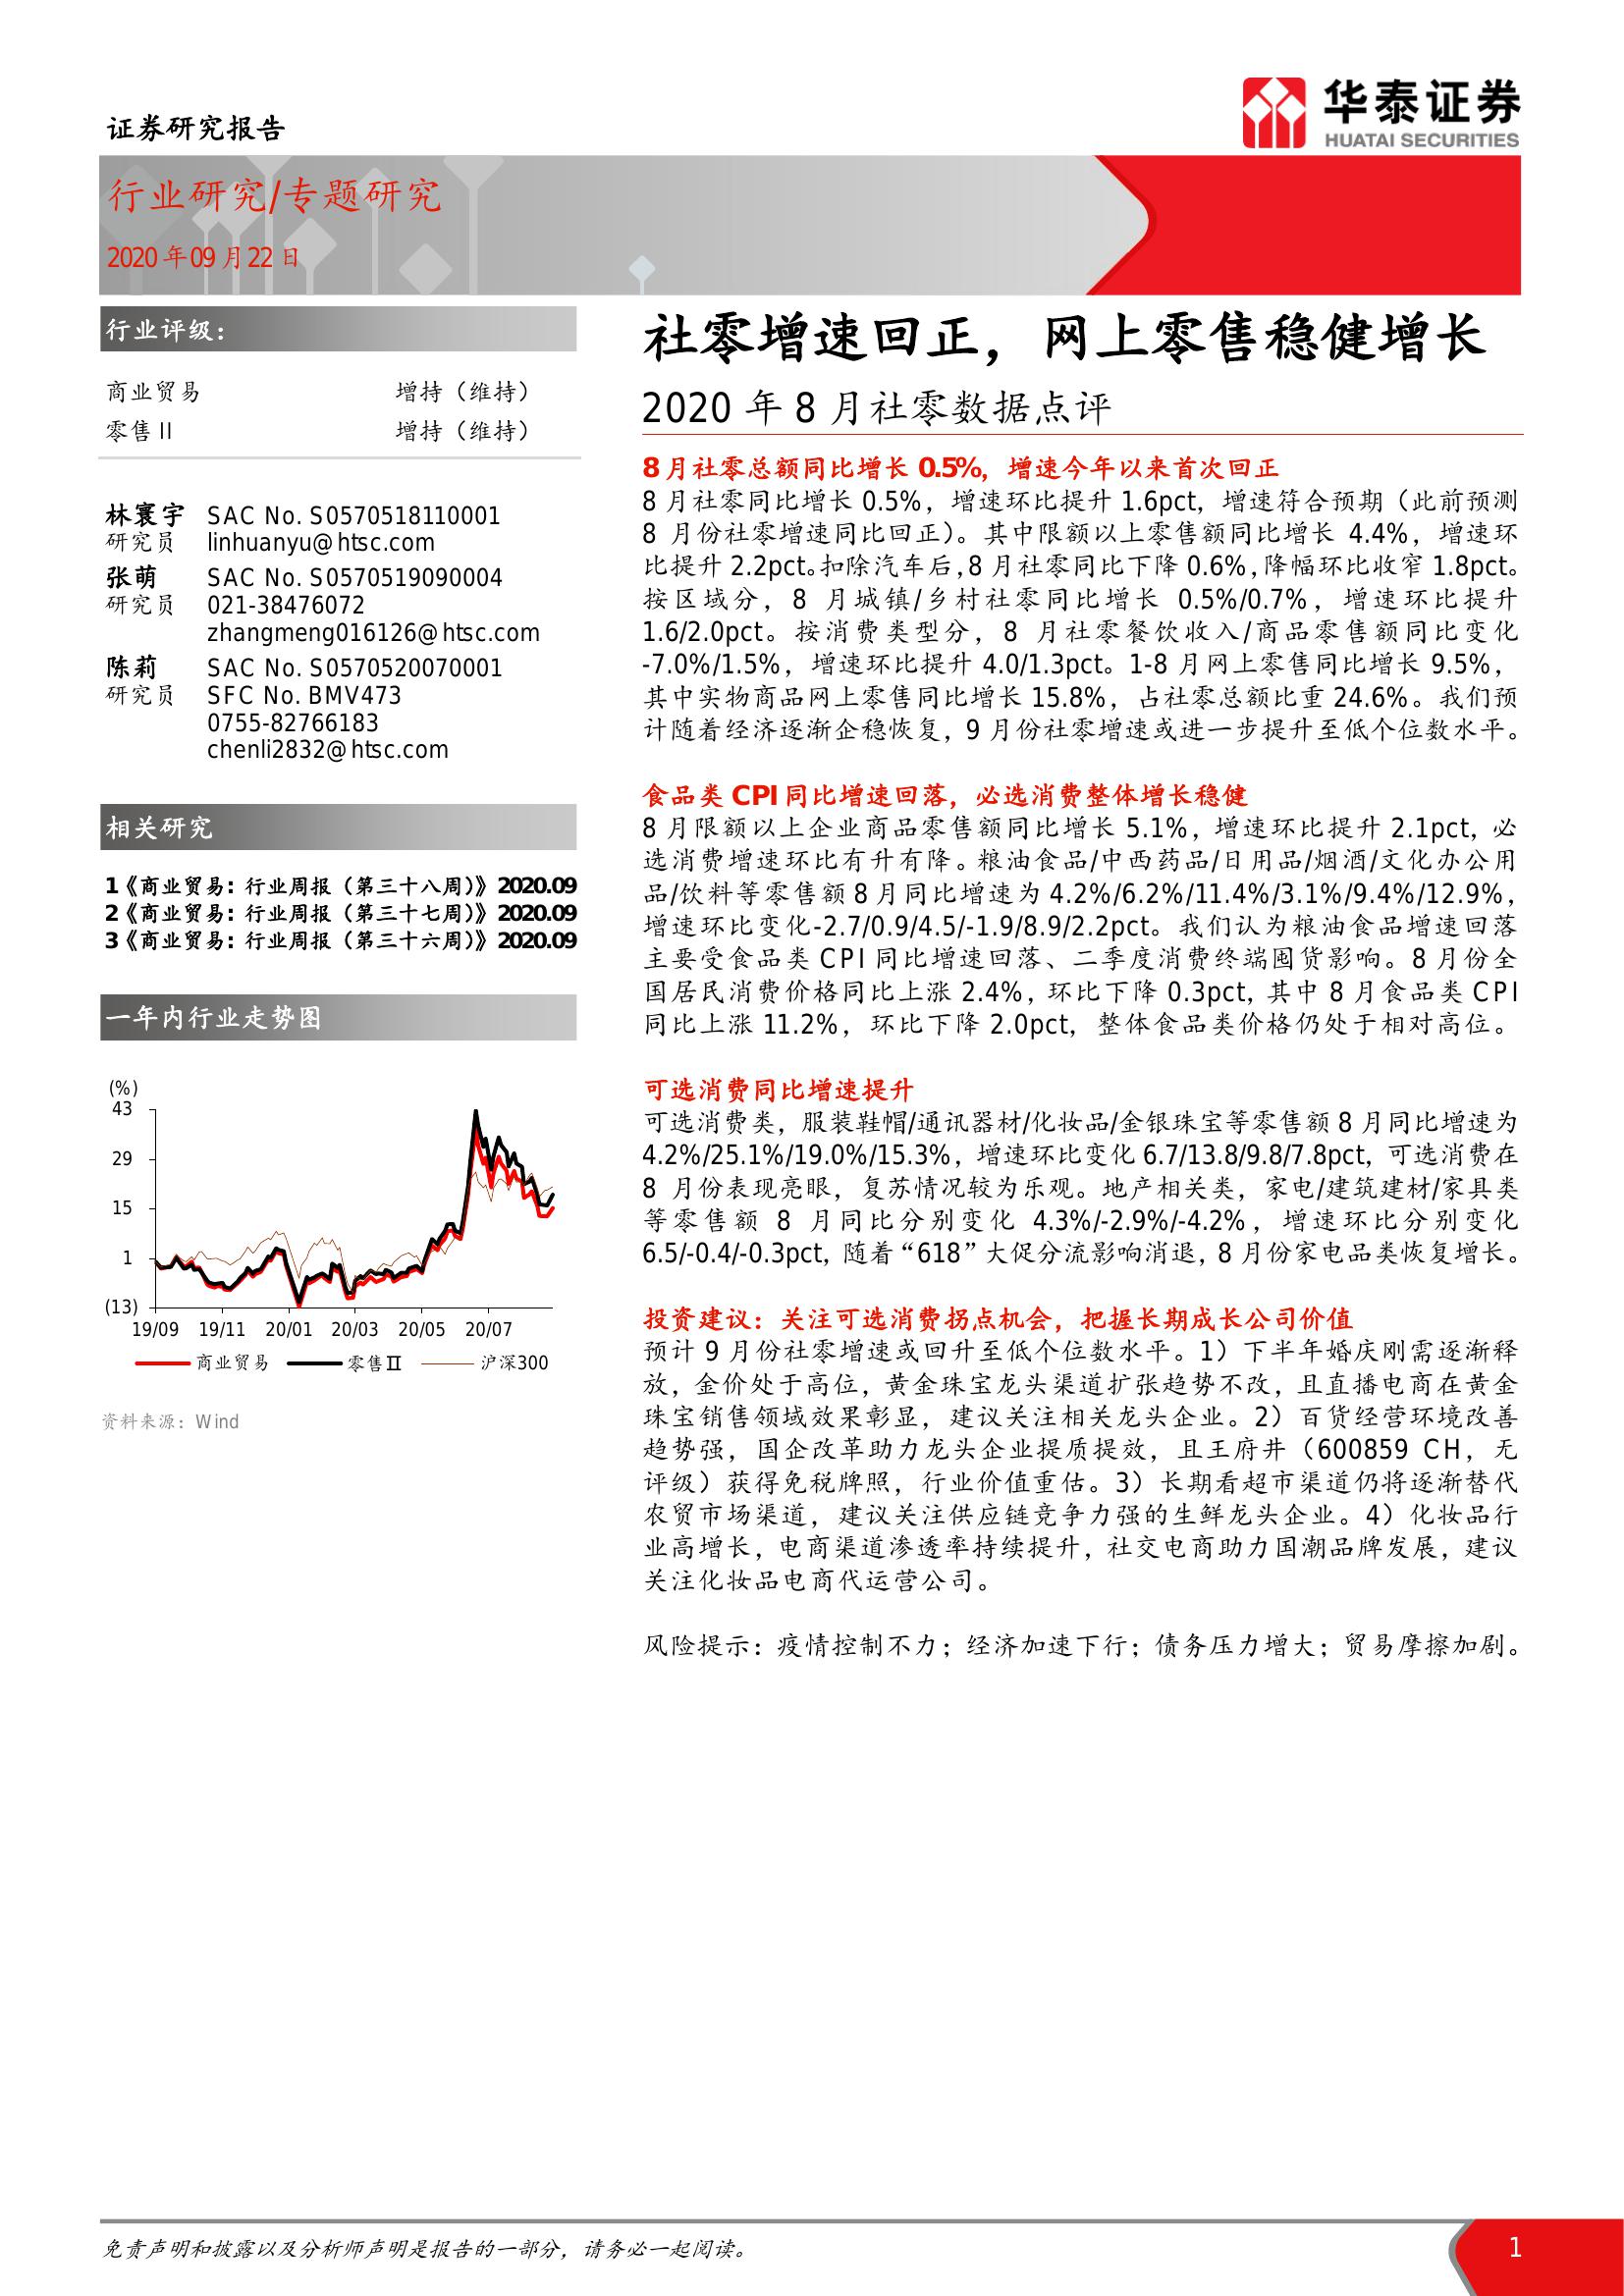 证券研究报告
华泰证券
HUATAI SECURITIES
行业研究/专题研究
2020年09月22日
行业评级：
商业贸易 增持（维持）
零售II 增持（维持）
林寰宇 SAC No. S0570518110001
研究员 linhuanyu@htsc.com
张萌 SAC No. S0570519090004
研究员 021-38476072
zhangmeng016126@htsc.com
陈莉 SAC No. S0570520070001
研究员 SFC No. BMV473
0755-82766183
chenli2832@htsc.com
相关研究
1《商业贸易：行业周报（第三十八周）》2020.09
2《商业贸易：行业周报（第三十七周）》2020.09
3《商业贸易：行业周报（第三十六周）》2020.09
一年内行业走势图
(%)
43
29
15
1
(13)
19/09 19/11 20/01 20/03 20/05 20/07
商业贸易 零售Ⅱ 沪深300
资料来源：Wind
社零增速回正，网上零售稳健增长
2020年8月社零数据点评
8月社零总额同比增长0.5%，增速今年以来首次回正
8月社零同比增长0.5%，增速环比提升1.6pct，增速符合预期（此前预测
8月份社零增速同比回正）。其中限额以上零售额同比增长4.4%，增速环
比提升2.2pct。扣除汽车后，8月社零同比下降0.6%，降幅环比收窄1.8pct。
按区域分，8月城镇/乡村社零同比增长0.5%/0.7%，增速环比提升
1.6/2.0pct。按消费类型分，8月社零餐饮收入/商品零售额同比变化
-7.0%/1.5%，增速环比提升4.0/1.3pct。1-8月网上零售同比增长9.5%，
其中实物商品网上零售同比增长15.8%，占社零总额比重24.6%。我们预
计随着经济逐渐企稳恢复，9月份社零增速或进一步提升至低个位数水平。
食品类CPI同比增速回落，必选消费整体增长稳健
8月限额以上企业商品零售额同比增长5.1%，增速环比提升2.1pct，必
选消费增速环比有升有降。粮油食品/中西药品/日用品/烟酒/文化办公用
品/饮料等零售额8月同比增速为4.2%/6.2%/11.4%/3.1%/9.4%/12.9%，
增速环比变化-2.7/0.9/4.5/-1.9/8.9/2.2pct。我们认为粮油食品增速回落
主要受食品类CPI同比增速回落、二季度消费终端囤货影响。8月份全
国居民消费价格同比上涨2.4%，环比下降0.3pct，其中8月食品类CPI
同比上涨11.2%，环比下降2.0pct，整体食品类价格仍处于相对高位。
可选消费同比增速提升
可选消费类，服装鞋帽/通讯器材/化妆品/金银珠宝等零售额8月同比增速为
4.2%/25.1%/19.0%/15.3%，增速环比变化6.7/13.8/9.8/7.8pct，可选消费在
8月份表现亮眼，复苏情况较为乐观。地产相关类，家电/建筑建材/家具类
等零售额8月同比分别变化4.3%/-2.9%/-4.2%，增速环比分别变化
6.5/-0.4/-0.3pct，随着“618”大促分流影响消退，8月份家电品类恢复增长。
投资建议：关注可选消费拐点机会，把握长期成长公司价值
预计9月份社零增速或回升至低个位数水平。1）下半年婚庆刚需逐渐释
放，金价处于高位，黄金珠宝龙头渠道扩张趋势不改，且直播电商在黄金
珠宝销售领域效果彰显，建议关注相关龙头企业。2）百货经营环境改善
趋势强，国企改革助力龙头企业提质提效，且王府井（600859 CH，无
评级）获得免税牌照，行业价值重估。3）长期看超市渠道仍将逐渐替代
农贸市场渠道，建议关注供应链竞争力强的生鲜龙头企业。4）化妆品行
业高增长，电商渠道渗透率持续提升，社交电商助力国潮品牌发展，建议
关注化妆品电商代运营公司。
风险提示：疫情控制不力；经济加速下行；债务压力增大；贸易摩擦加剧。
免责声明和披露以及分析师声明是报告的一部分，请务必一起阅读。
1